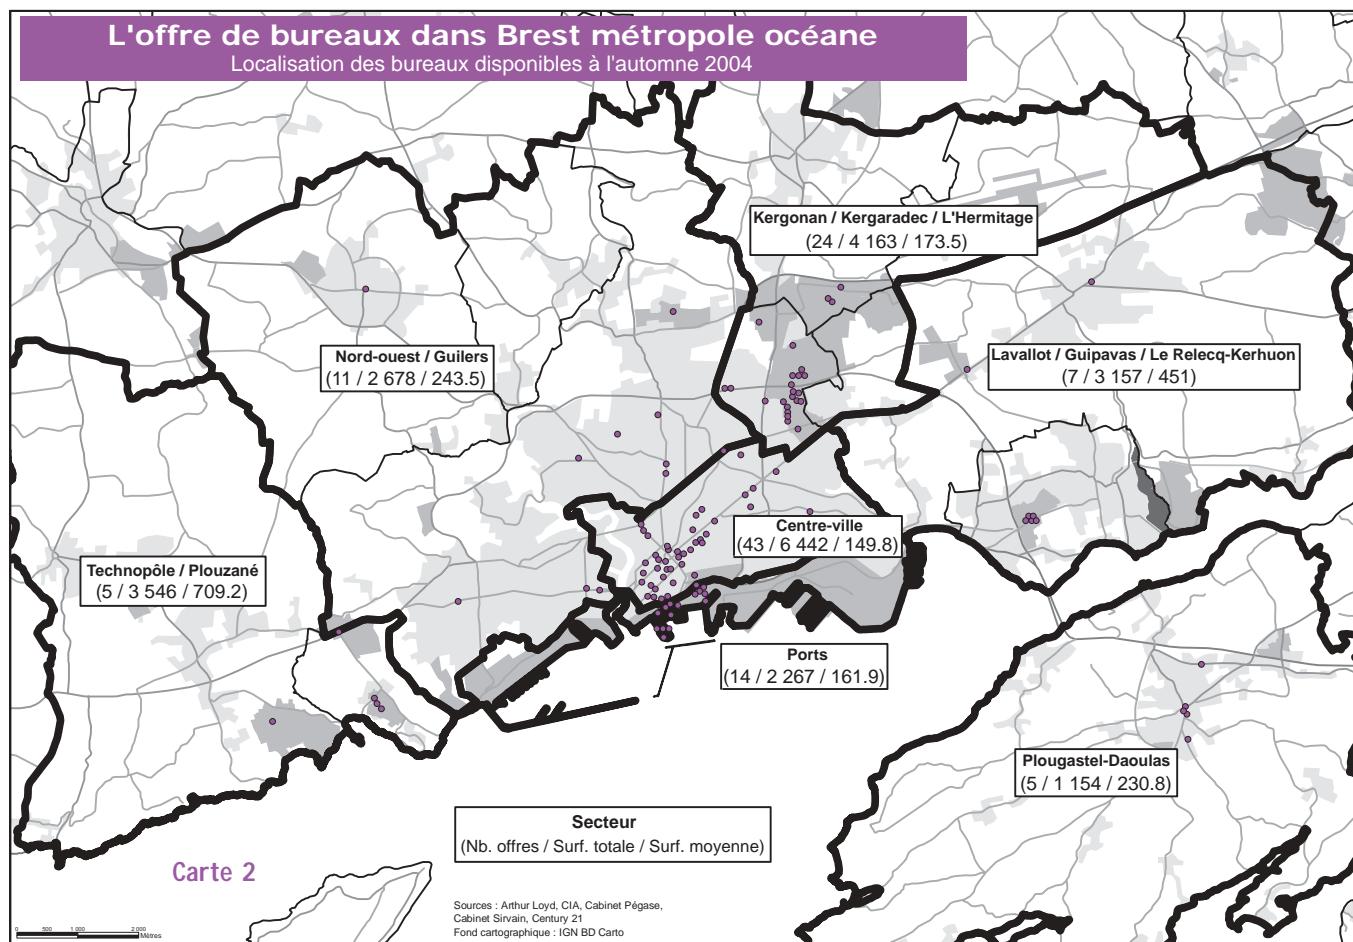 L'offre de bureaux dans Brest métropole océane
Localisation des bureaux disponibles à l'automne 2004
Kergonan / Kergaradec / L'Hermitage
(24 / 4 163 / 173.5)
Nord-ouest / Guilers
(11 / 2 678 / 243.5)
Lavallot / Guipavas / Le Relecq-Kerhuon
(7 / 3 157 / 451)
Centre-ville
(43 / 6 442 / 149.8)
Technopôle / Plouzané
(5 / 3 546 / 709.2)
Ports
(14 / 2 267 / 161.9)
Plougastel-Daoulas
(5 / 1 154 / 230.8)
Secteur
(Nb. offres / Surf. totale / Surf. moyenne)
Carte 2
Sources : Arthur Loyd, CIA, Cabinet Pégase,
Cabinet Sirvain, Century 21
Fond cartographique : IGN BD Carto
0 500 1 000 2 000
Mètres